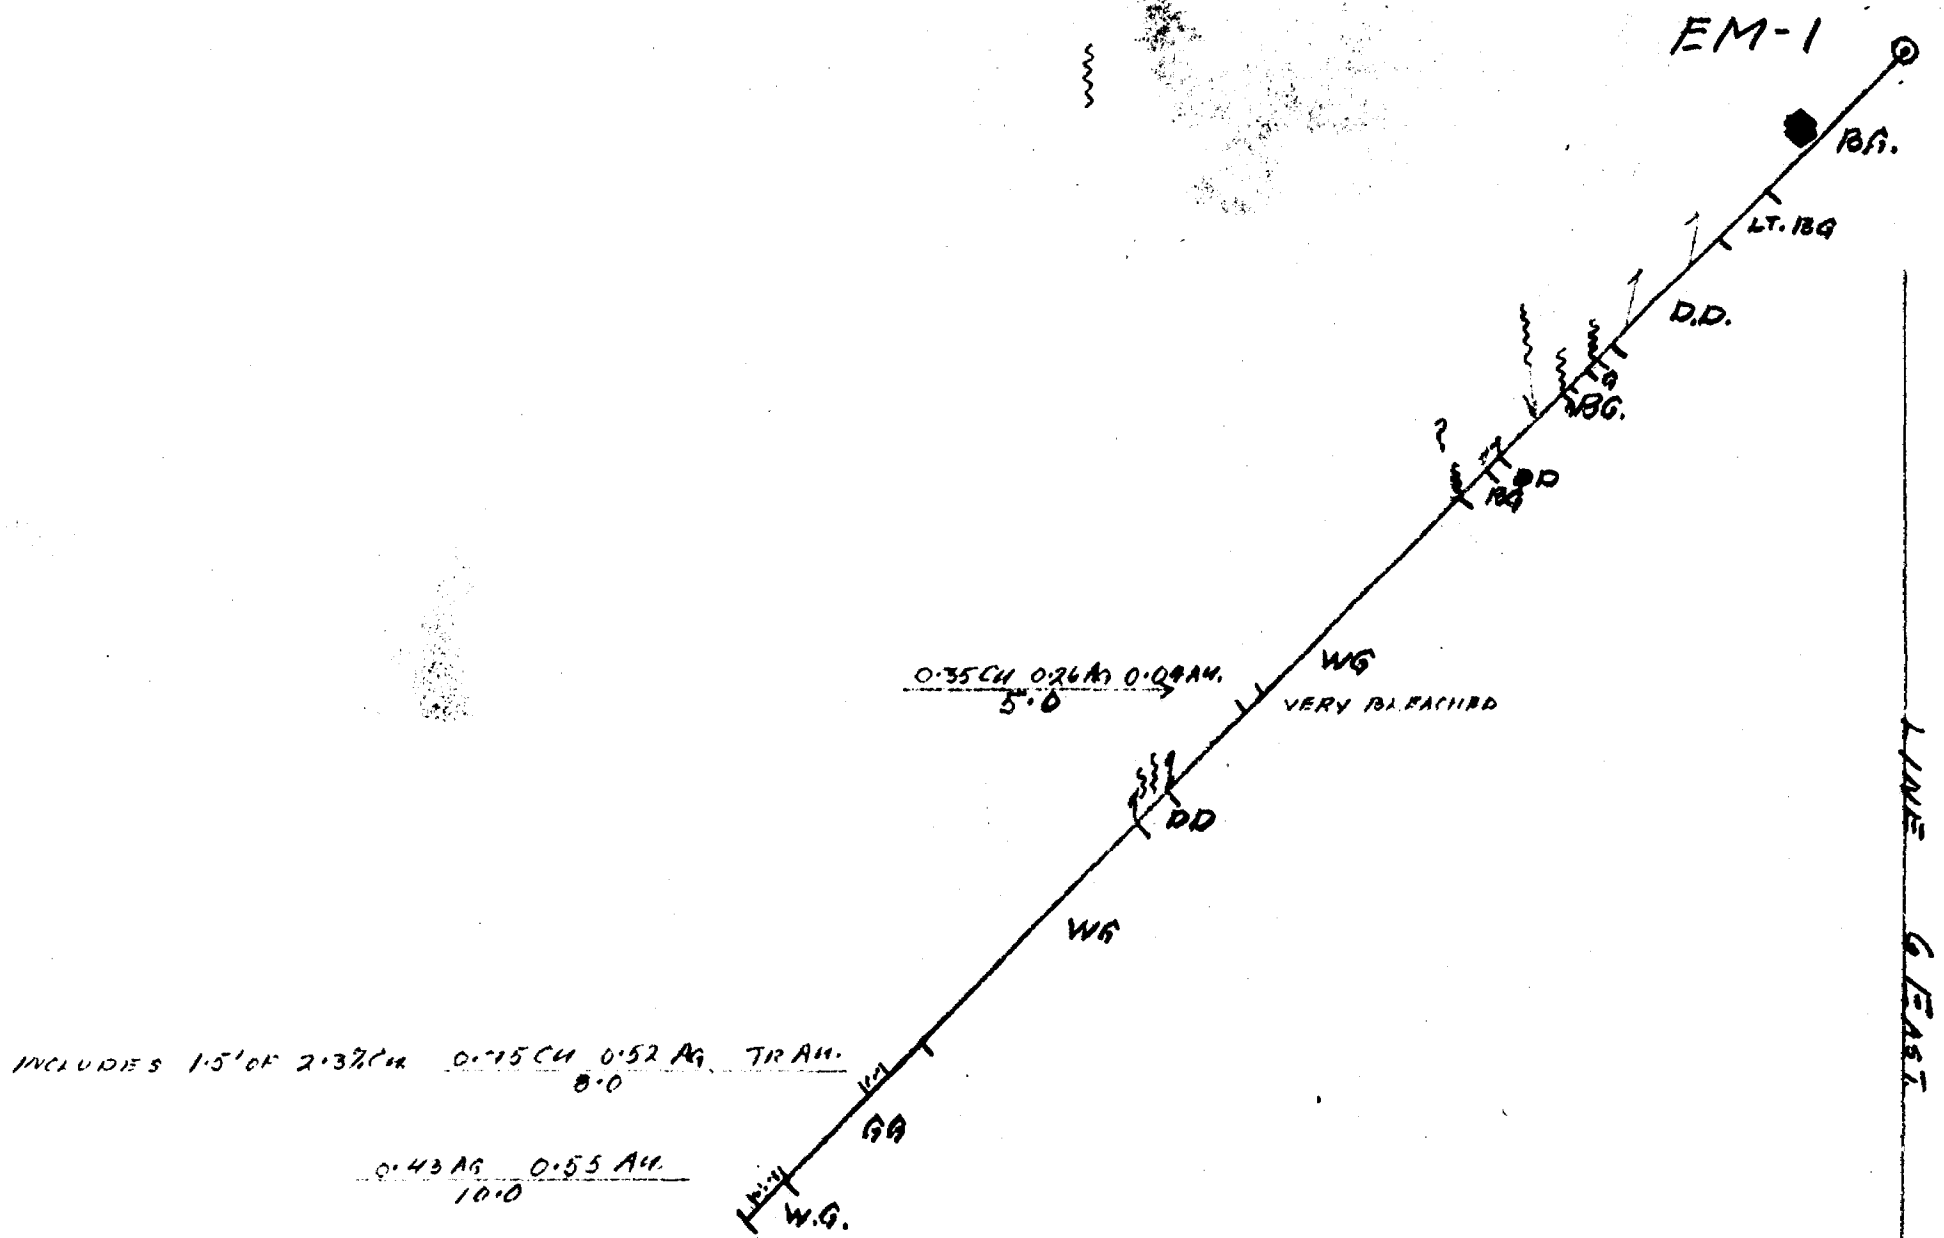 EM-1
BG.
LT. BG
D.D.
G
BG.
?
DD
BG
WG
0.35 Cu 0.26 Ag 0.04 Au.
5.0
VERY BLEACHED
DD
WG
LINE 6 EAST.
INCLUDES 1.5' OF 2.3% Cu 0.75 Cu 0.52 AG TR AU.
8.0
GG
0.43 AG 0.55 AU.
10.0
W.G.